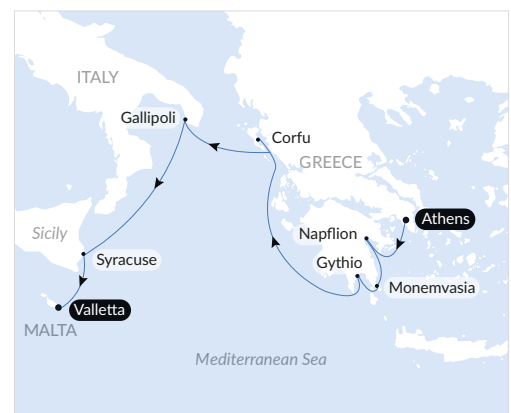 ITALY
Gallipoli
Corfu
GREECE
Athens
Sicily
Napflion
Syracuse
Gythio
Monemvasia
Valletta
MALTA
Mediterranean Sea